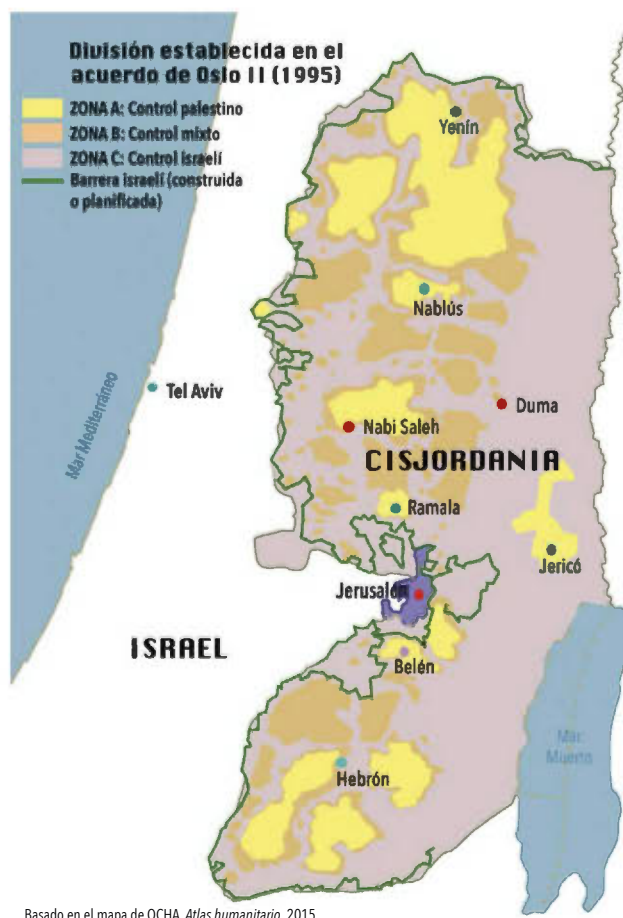 División establecida en el
acuerdo de Oslo II (1995)
ZONA A: Control palestino
ZONA B: Control mixto
ZONA C: Control israelí
Barrera israelí (construida
o planificada)
Yenín
Nablús
Mar Mediterráneo
Tel Aviv
Duma
Nabi Saleh
CISJORDANIA
Ramala
Jericó
Jerusalén
ISRAEL
Belén
Mar
Muerto
Hebrón
Basado en el mapa de OCHA, Atlas humanitario, 2015